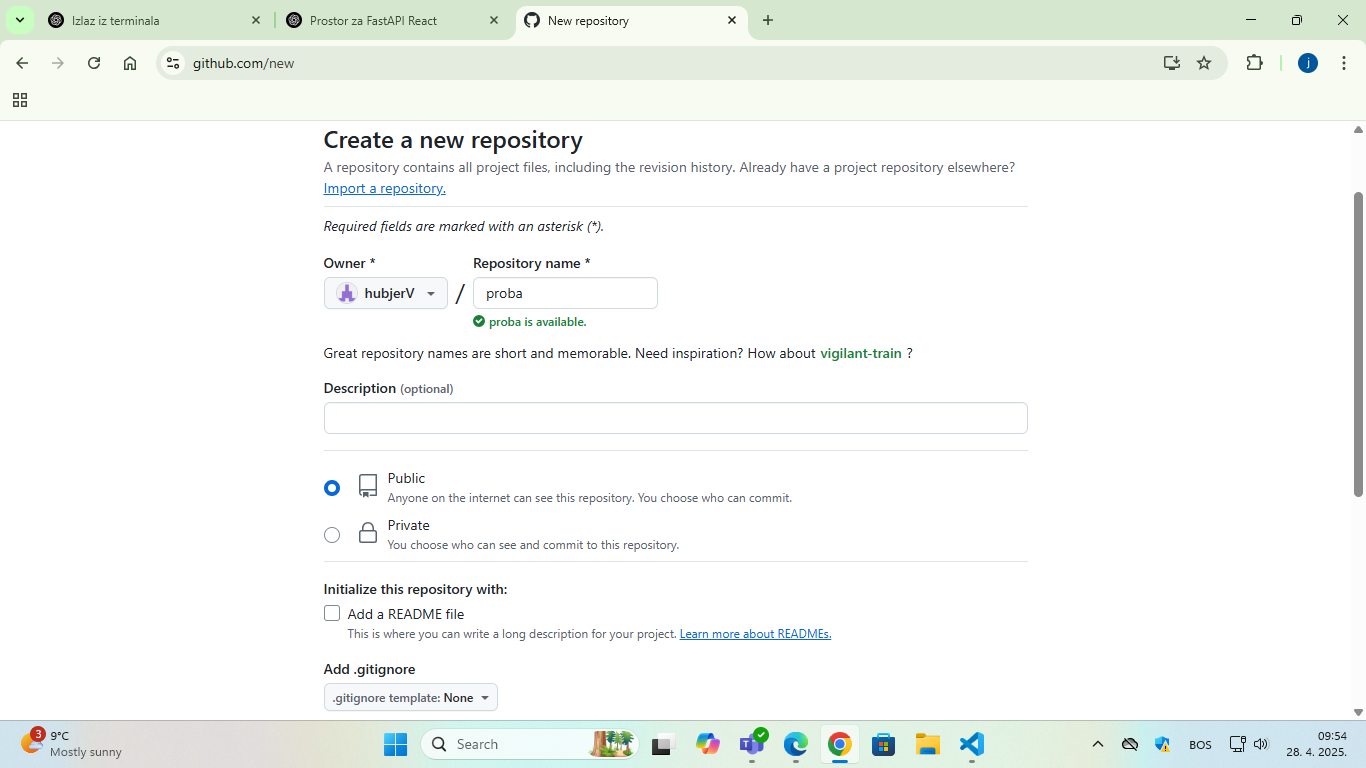 Izlaz iz terminala
Prostor za FastAPI React
New repository
github.com/new
j
Create a new repository
A repository contains all project files, including the revision history. Already have a project repository elsewhere?
Import a repository.
Required fields are marked with an asterisk (*).
Owner *
Repository name *
hubjerV
/
proba
proba is available.
Great repository names are short and memorable. Need inspiration? How about vigilant-train ?
Description (optional)
Public
Anyone on the internet can see this repository. You choose who can commit.
Private
You choose who can see and commit to this repository.
Initialize this repository with:
Add a README file
This is where you can write a long description for your project. Learn more about READMEs.
Add .gitignore
.gitignore template: None
3
9°C
Mostly sunny
Search
BOS
09:54
28. 4. 2025.